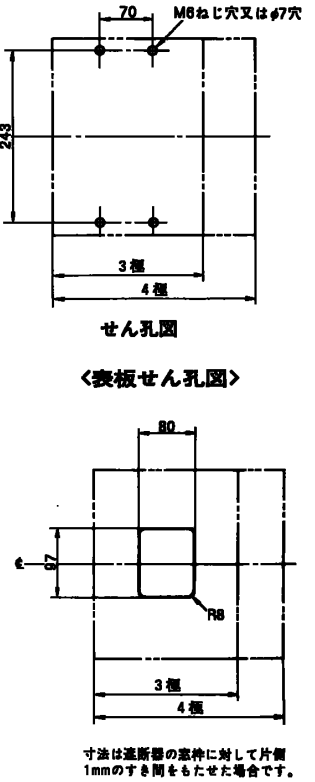 70
M6ねじ穴又はφ7穴
243
3極
4極
せん孔図
<表板せん孔図>
80
℄
97
R8
3極
4極
寸法は遮断器の窓枠に対して片側
1mmのすき間をもたせた場合です。